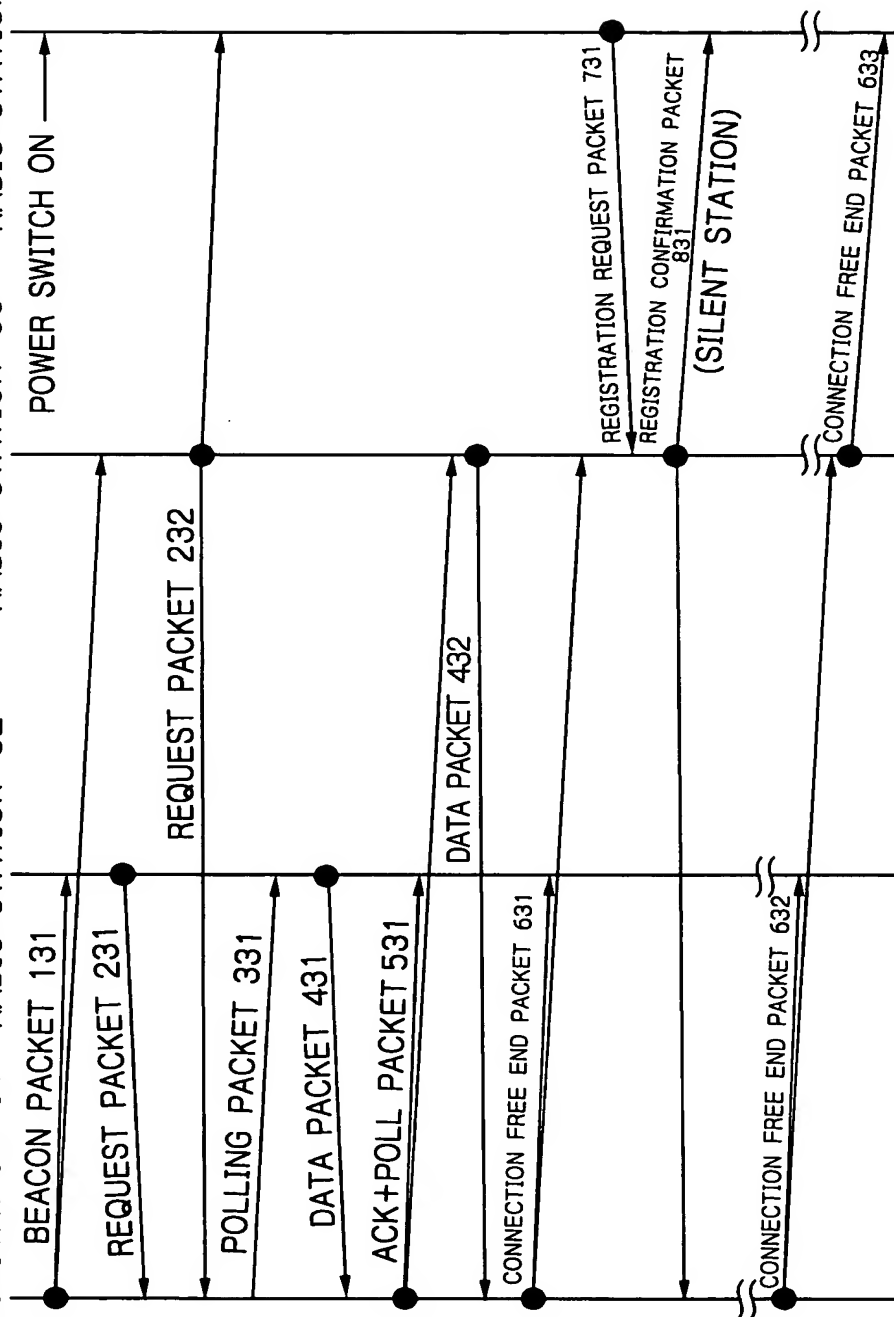 POWER SWITCH ON
BEACON PACKET 131
REQUEST PACKET 231
REQUEST PACKET 232
POLLING PACKET 331
DATA PACKET 431
ACK+POLL PACKET 531
DATA PACKET 432
CONNECTION FREE END PACKET 631
REGISTRATION REQUEST PACKET 731
REGISTRATION CONFIRMATION PACKET
831
(SILENT STATION)
CONNECTION FREE END PACKET 632
CONNECTION FREE END PACKET 633